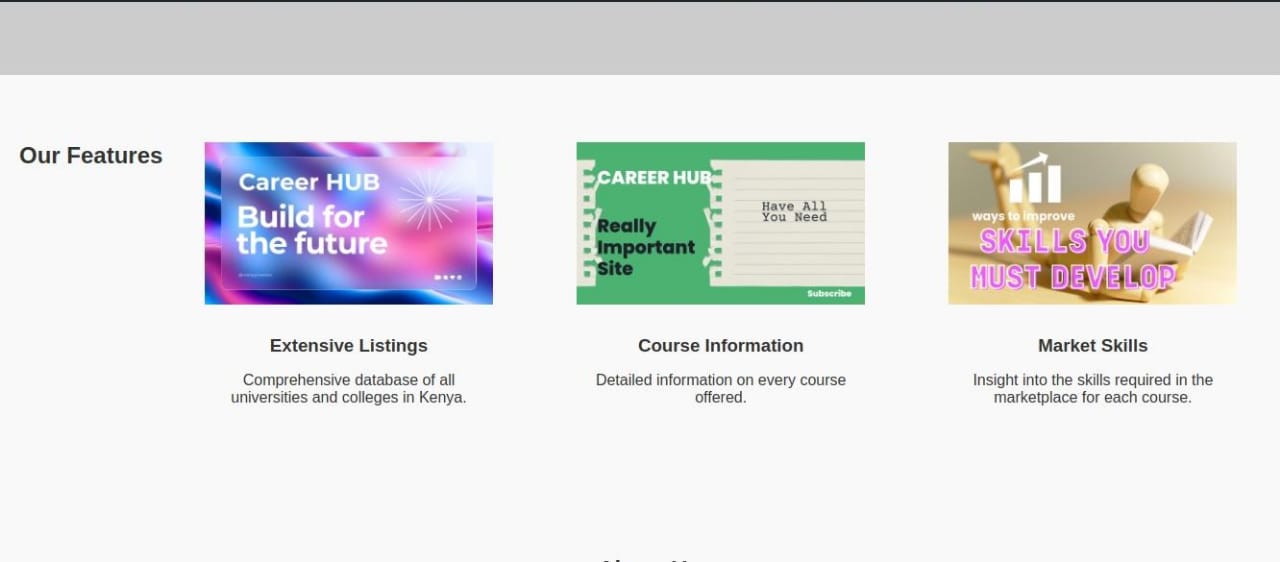 Our Features
Career HUB
Build for
the future
CAREER HUB
Really
Important
Site
Have All
You Need
Subscribe
ways to improve
SKILLS YOU
MUST DEVELOP
Extensive Listings
Comprehensive database of all
universities and colleges in Kenya.
Course Information
Detailed information on every course
offered.
Market Skills
Insight into the skills required in the
marketplace for each course.